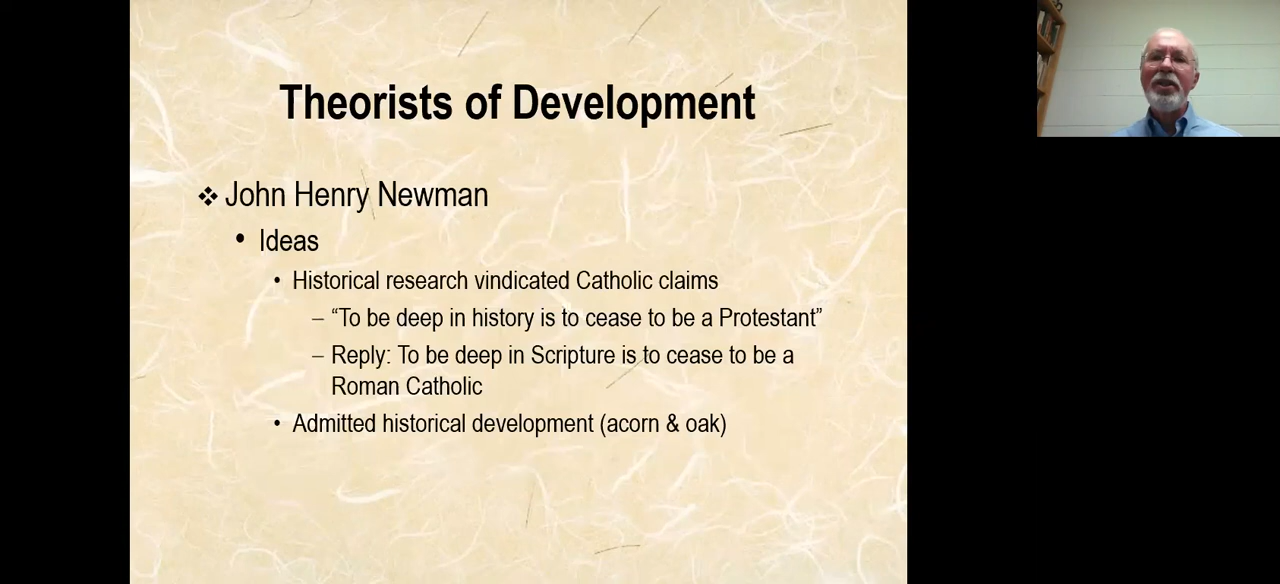 Theorists of Development
❖ John Henry Newman
• Ideas
• Historical research vindicated Catholic claims
– “To be deep in history is to cease to be a Protestant”
– Reply: To be deep in Scripture is to cease to be a
Roman Catholic
• Admitted historical development (acorn & oak)